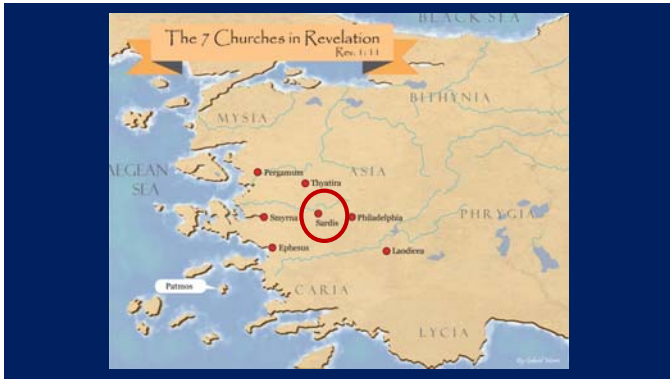 BLACK SEA
The 7 Churches in Revelation
Rev. 1:11
BITHYNIA
MYSIA
AEGEAN
SEA
ASIA
Pergamum
Thyatira
PHRYGIA
Smyrna
Sardis
Philadelphia
Ephesus
Laodicea
Patmos
CARIA
LYCIA